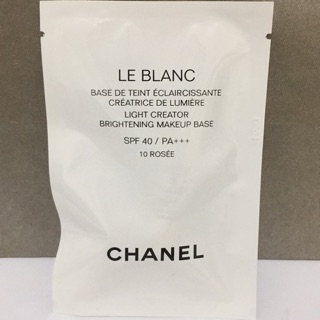 LE BLANC
BASE DE TEINT ÉCLAIRCISSANTE
CRÉATRICE DE LUMIÈRE
LIGHT CREATOR
BRIGHTENING MAKEUP BASE
SPF 40 / PA+++
10 ROSÉE
CHANEL